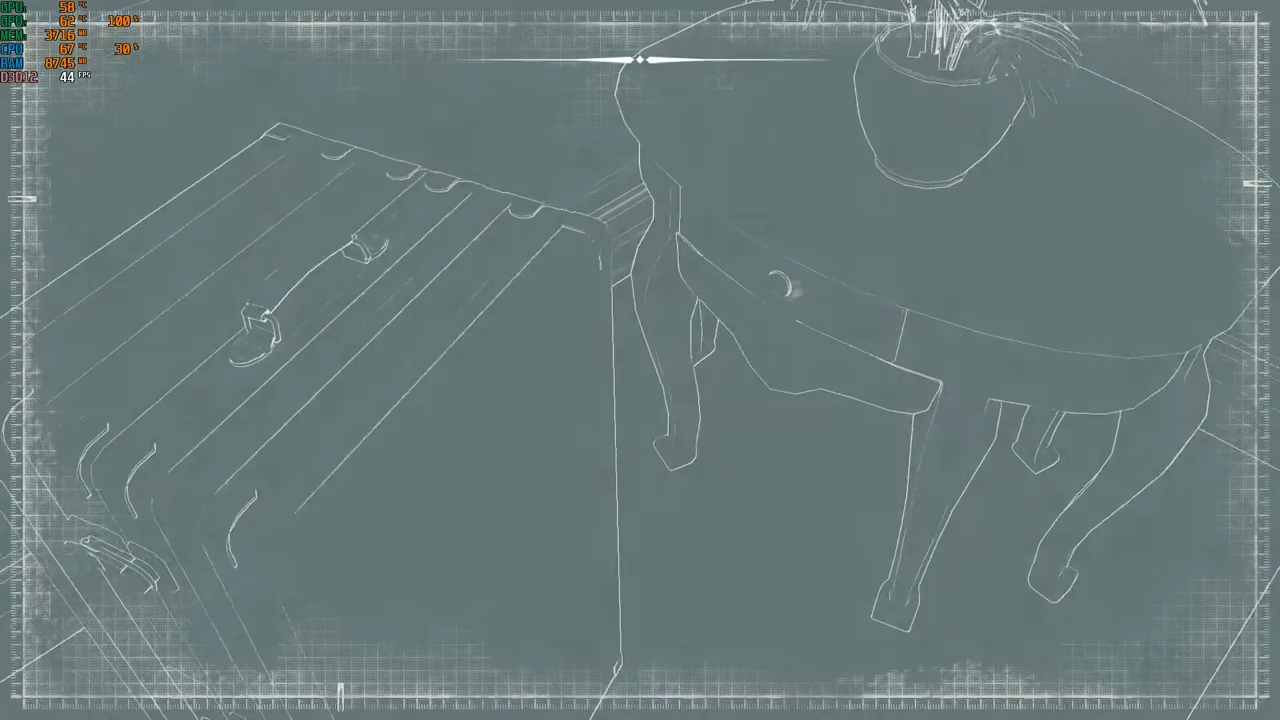 GPU: 58 °C
GPU: 62 °C 100 %
MEM: 3716 MB
CPU 67 °C 30 %
RAM 8745 MB
D3D12 44 FPS